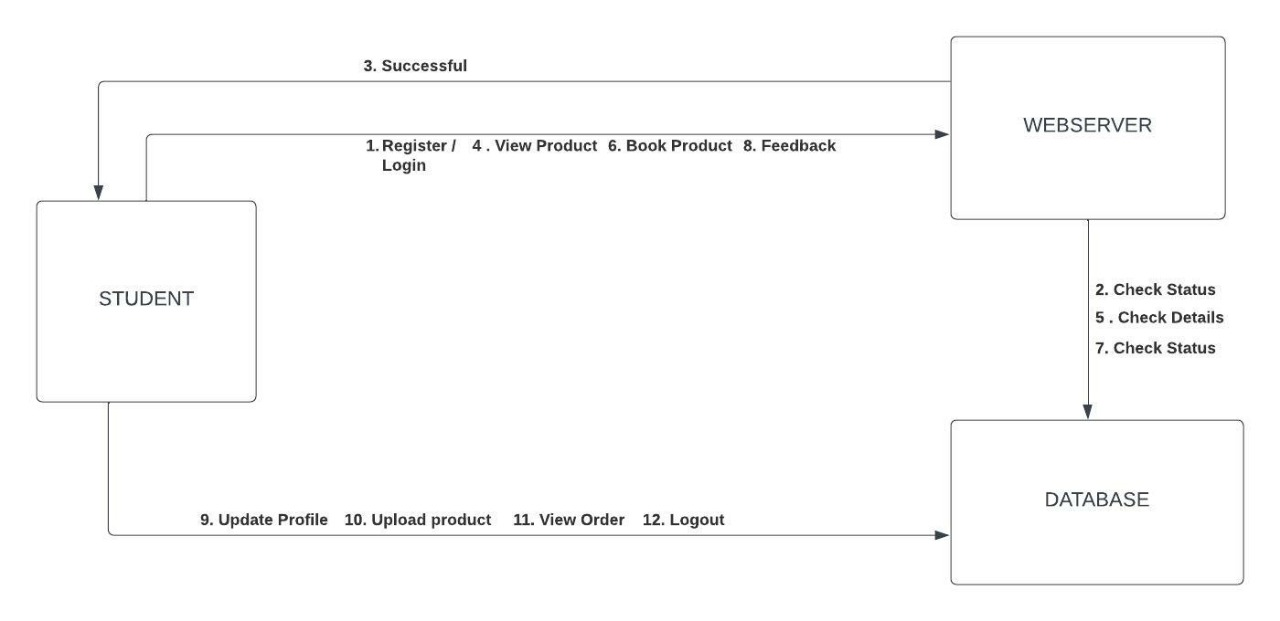 3. Successful
WEBSERVER
1. Register / 4 . View Product 6. Book Product 8. Feedback
Login
STUDENT
2. Check Status
5 . Check Details
7. Check Status
DATABASE
9. Update Profile 10. Upload product 11. View Order 12. Logout